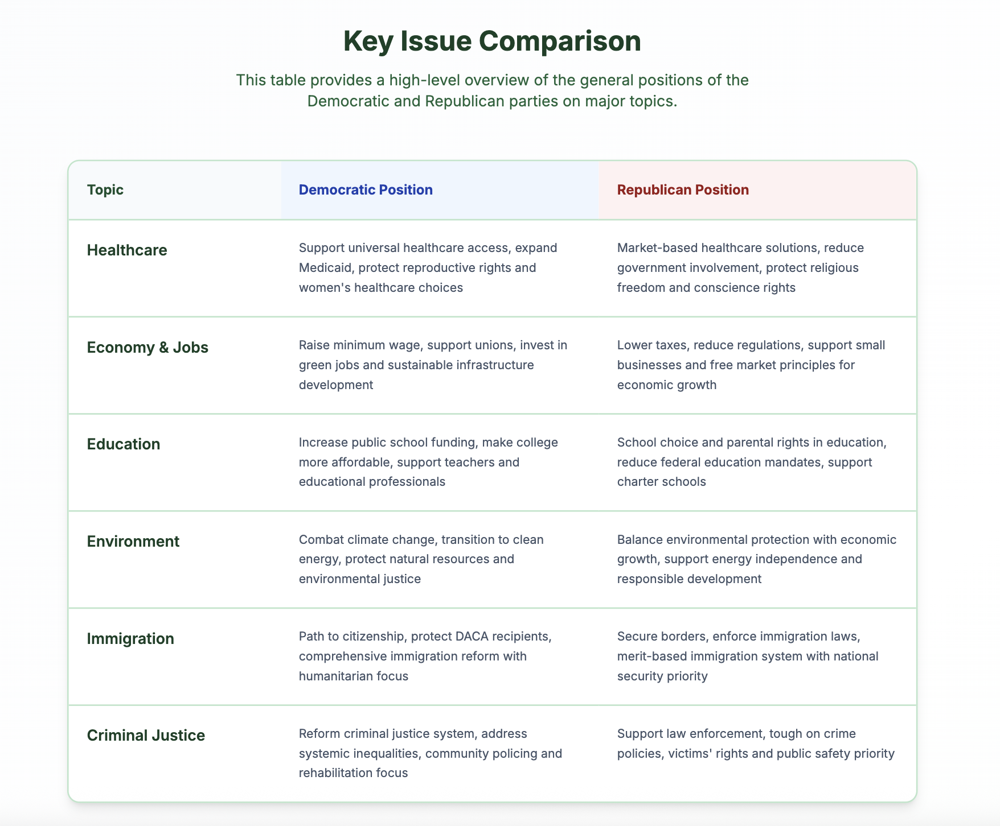 Key Issue Comparison
This table provides a high-level overview of the general positions of the
Democratic and Republican parties on major topics.
Topic
Democratic Position
Republican Position
Healthcare
Support universal healthcare access, expand
Medicaid, protect reproductive rights and
women's healthcare choices
Market-based healthcare solutions, reduce
government involvement, protect religious
freedom and conscience rights
Economy & Jobs
Raise minimum wage, support unions, invest in
green jobs and sustainable infrastructure
development
Lower taxes, reduce regulations, support small
businesses and free market principles for
economic growth
Education
Increase public school funding, make college
more affordable, support teachers and
educational professionals
School choice and parental rights in education,
reduce federal education mandates, support
charter schools
Environment
Combat climate change, transition to clean
energy, protect natural resources and
environmental justice
Balance environmental protection with economic
growth, support energy independence and
responsible development
Immigration
Path to citizenship, protect DACA recipients,
comprehensive immigration reform with
humanitarian focus
Secure borders, enforce immigration laws,
merit-based immigration system with national
security priority
Criminal Justice
Reform criminal justice system, address
systemic inequalities, community policing and
rehabilitation focus
Support law enforcement, tough on crime
policies, victims' rights and public safety priority